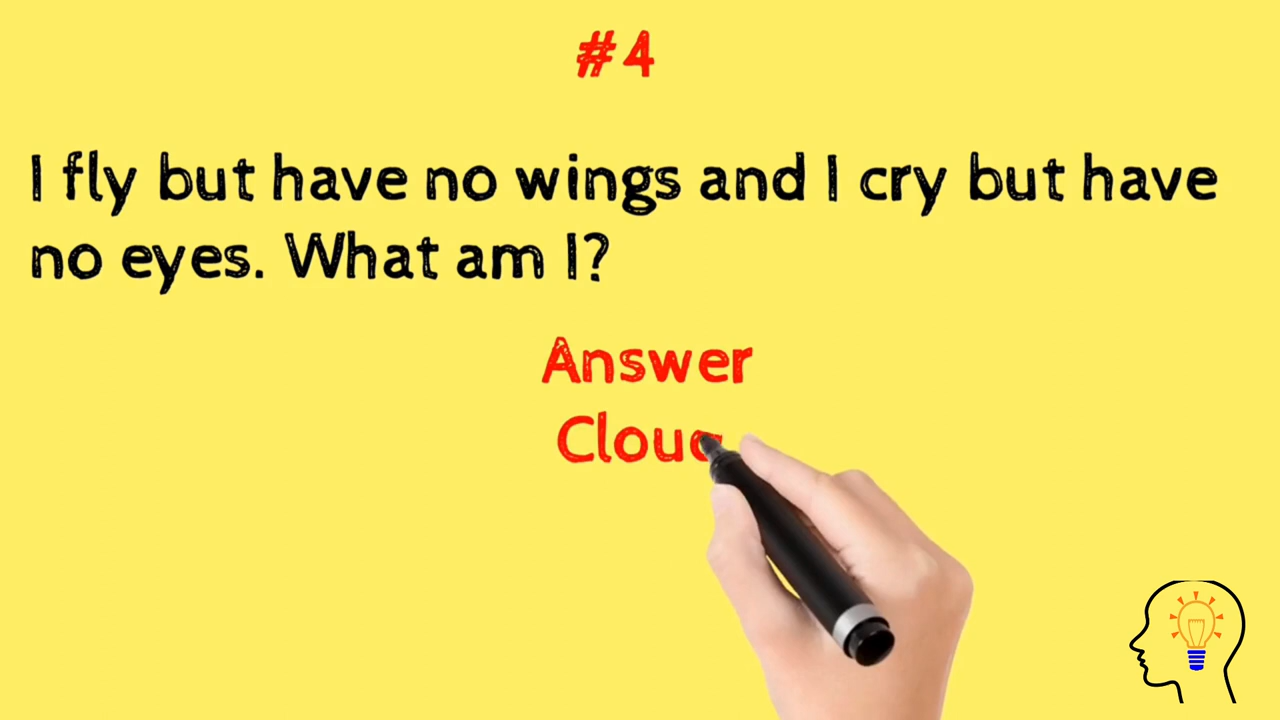 #4
I fly but have no wings and I cry but have
no eyes. What am I?
Answer